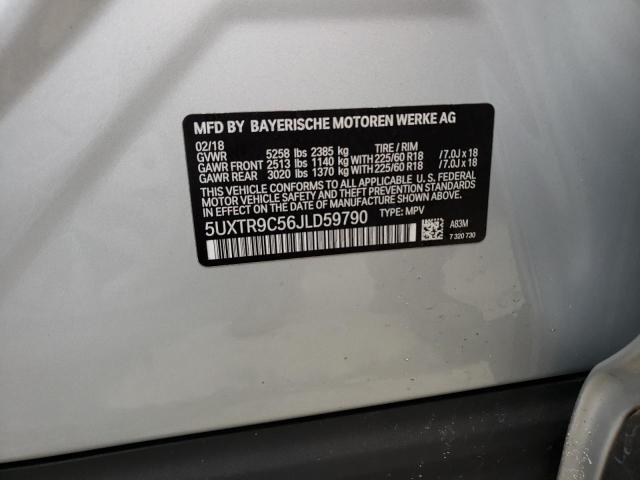 MFD BY BAYERISCHE MOTOREN WERKE AG
02/18 TIRE / RIM
GVWR 5258 lbs 2385 kg
GAWR FRONT 2513 lbs 1140 kg WITH 225/60 R18 /7.0J x 18
GAWR REAR 3020 lbs 1370 kg WITH 225/60 R18 /7.0J x 18
THIS VEHICLE CONFORMS TO ALL APPLICABLE U. S. FEDERAL
MOTOR VEHICLE SAFETY AND THEFT PREVENTION STANDARDS
IN EFFECT ON THE DATE OF MANUFACTURE SHOWN ABOVE.
5UXTR9C56JLD59790 TYPE: MPV
A83M
7 320 730